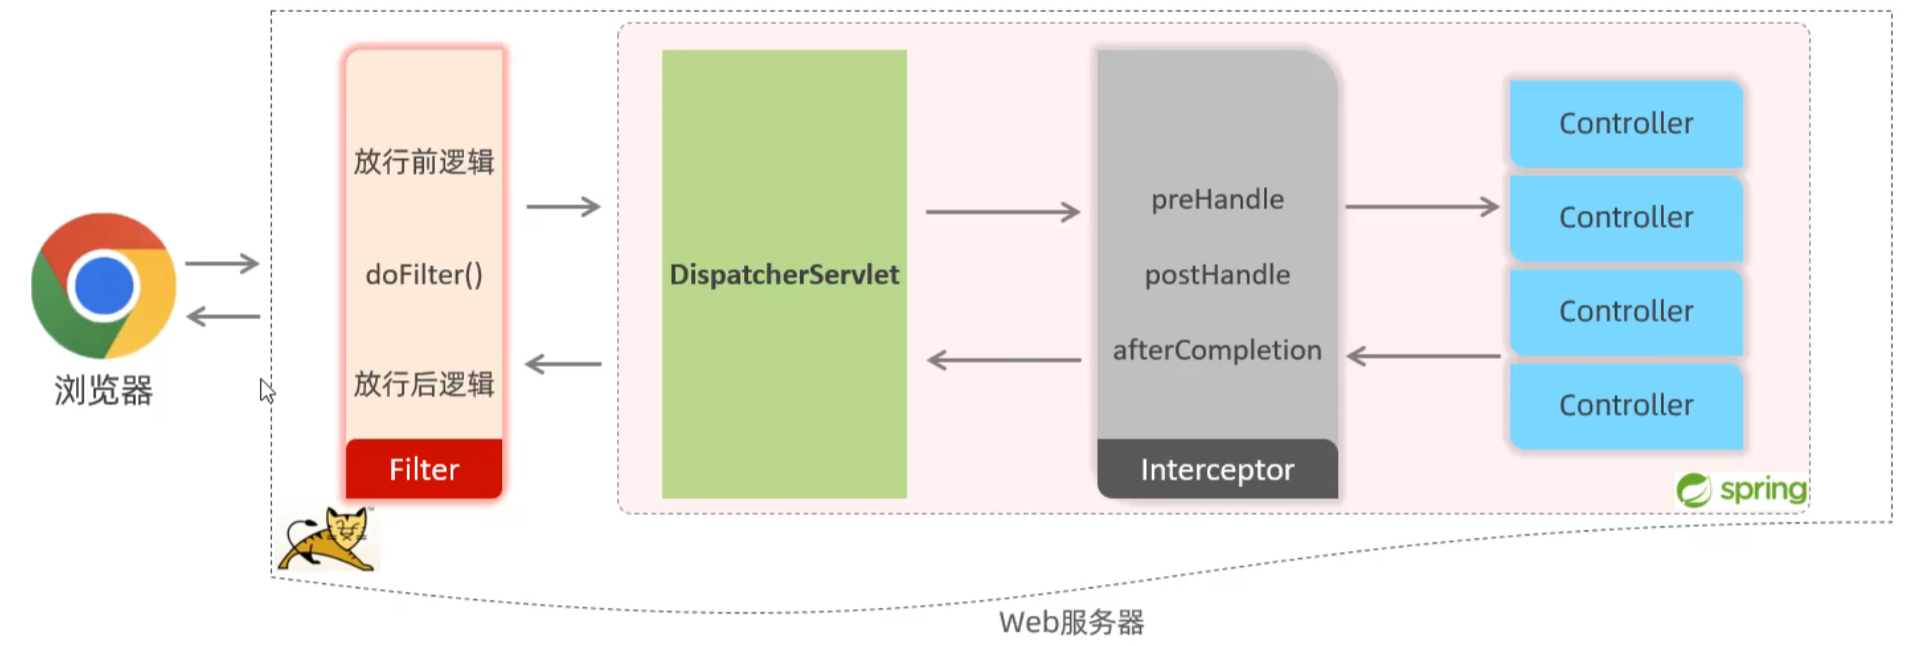 浏览器
放行前逻辑
doFilter()
放行后逻辑
Filter
DispatcherServlet
preHandle
postHandle
afterCompletion
Interceptor
Controller
Controller
Controller
Controller
spring
Web服务器